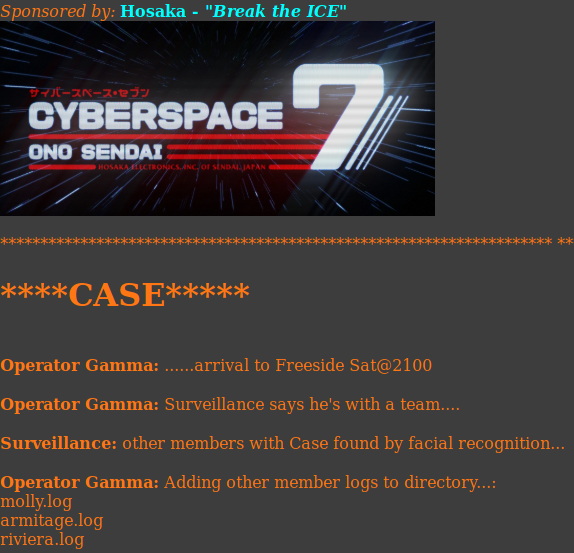 Sponsored by: Hosaka - "Break the ICE"
サイバースペース・セブン
CYBERSPACE 7
ONO SENDAI
HOSAKA ELECTRONICS, INC. OF SENDAI, JAPAN
********************************************************************* **
****CASE*****
Operator Gamma: ......arrival to Freeside Sat@2100
Operator Gamma: Surveillance says he's with a team....
Surveillance: other members with Case found by facial recognition...
Operator Gamma: Adding other member logs to directory...:
molly.log
armitage.log
riviera.log